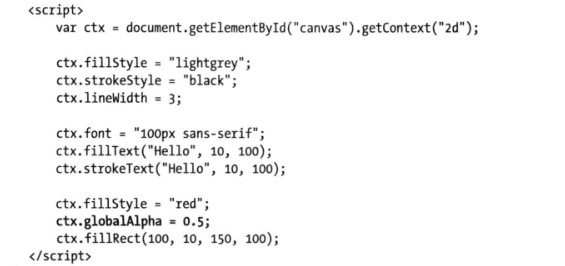 <script>
var ctx = document.getElementById("canvas").getContext("2d");
ctx.fillStyle = "lightgrey";
ctx.strokeStyle = "black";
ctx.lineWidth = 3;
ctx.font = "100px sans-serif";
ctx.fillText("Hello", 10, 100);
ctx.strokeText("Hello", 10, 100);
ctx.fillStyle = "red";
ctx.globalAlpha = 0.5;
ctx.fillRect(100, 10, 150, 100);
</script>